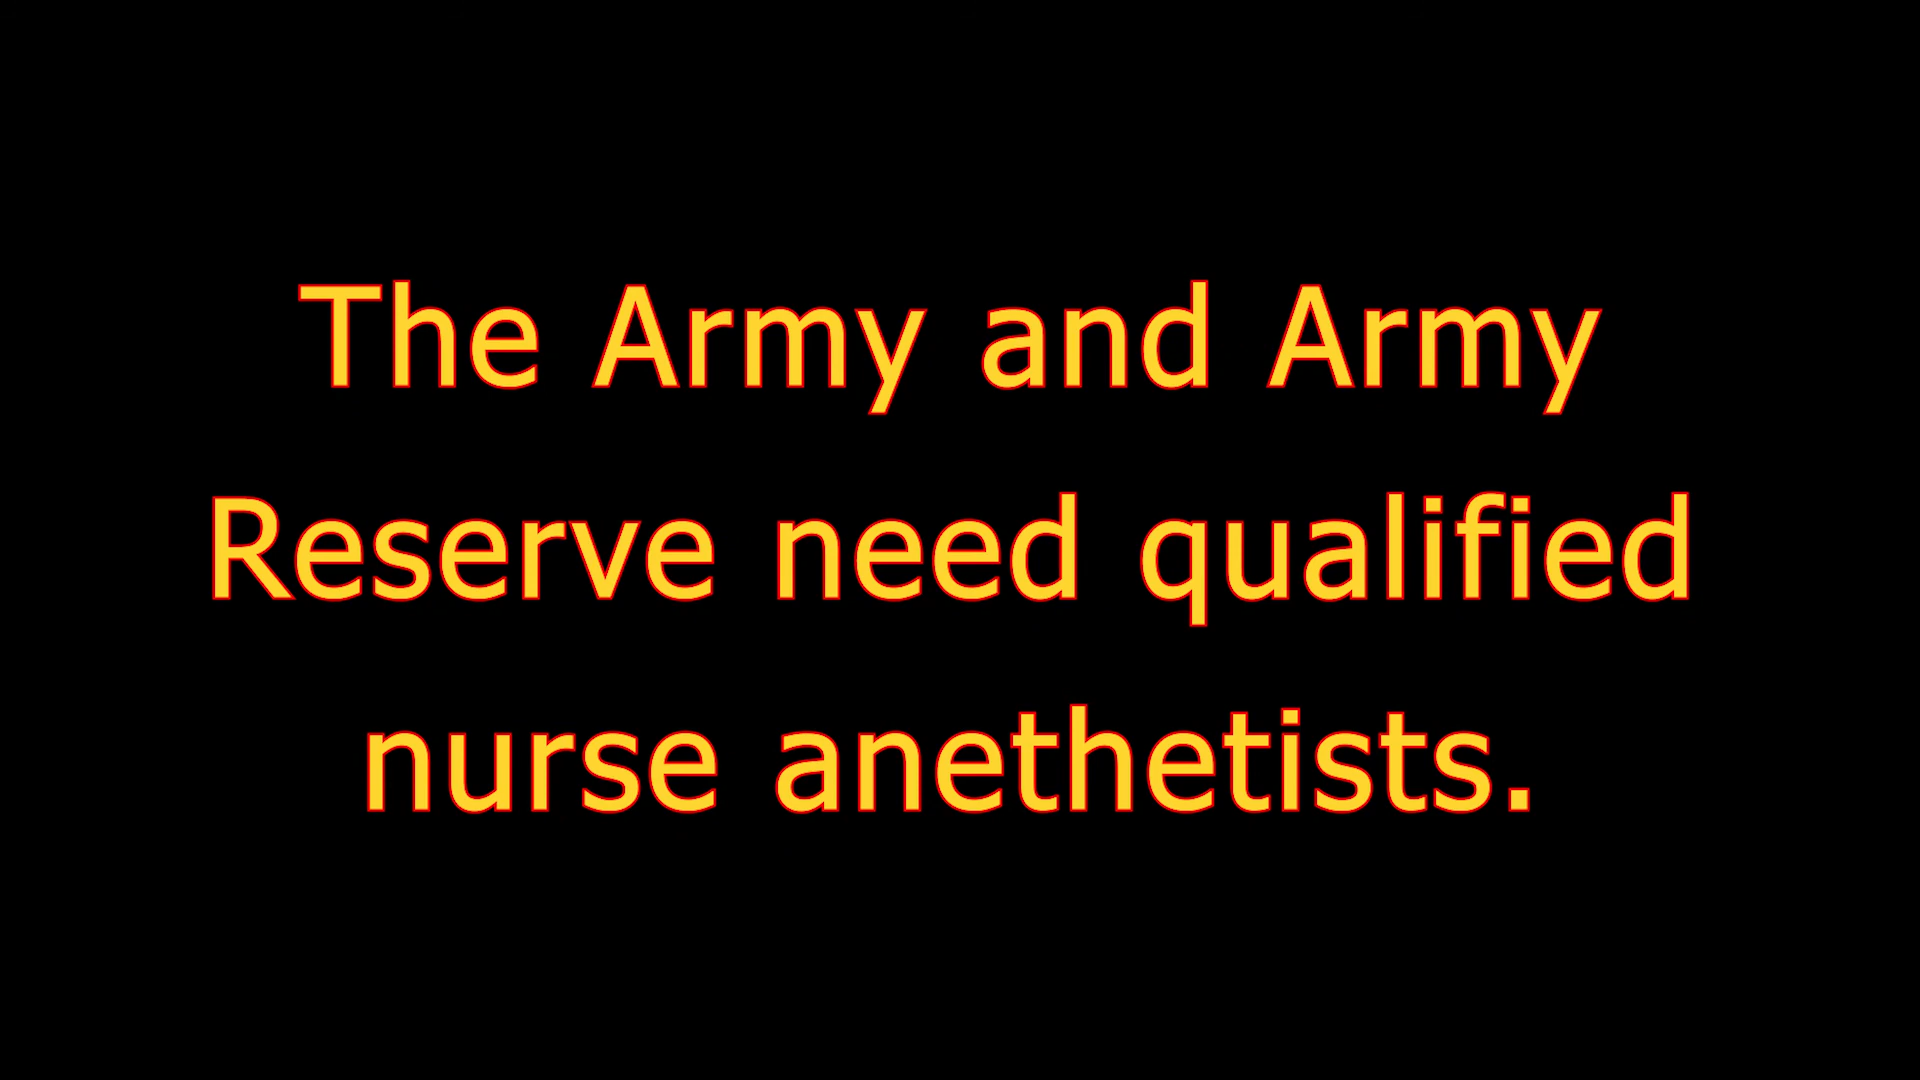 The Army and Army
Reserve need qualified
nurse anethetists.